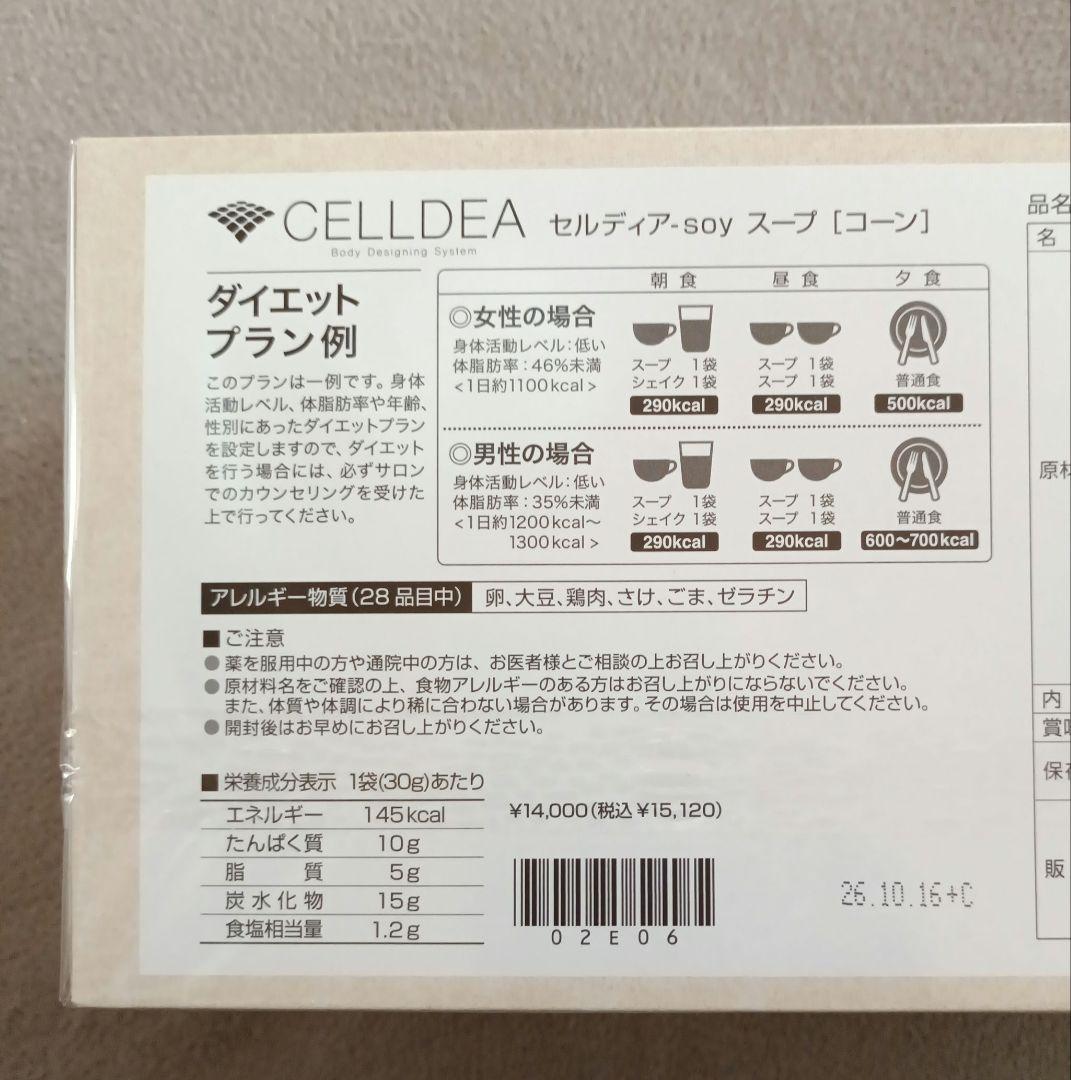 CELLDEA セルディア-soy スープ [コーン]
Body Designing System
ダイエット
プラン例
このプランは一例です。身体
活動レベル、体脂肪率や年齢、
性別にあったダイエットプラン
を設定しますので、ダイエット
を行う場合には、必ずサロン
でのカウンセリングを受けた
上で行ってください。
朝食 昼食 夕食
◎女性の場合
身体活動レベル:低い
体脂肪率:46%未満
<1日約1100kcal>
スープ 1袋
シェイク 1袋
290kcal
スープ 1袋
スープ 1袋
290kcal
普通食
500kcal
◎男性の場合
身体活動レベル:低い
体脂肪率:35%未満
<1日約1200kcal〜
1300kcal>
スープ 1袋
シェイク 1袋
290kcal
スープ 1袋
スープ 1袋
290kcal
普通食
600〜700kcal
アレルギー物質(28品目中) 卵、大豆、鶏肉、さけ、ごま、ゼラチン
■ご注意
●薬を服用中の方や通院中の方は、お医者様とご相談の上お召し上がりください。
●原材料名をご確認の上、食物アレルギーのある方はお召し上がりにならないでください。
また、体質や体調により稀に合わない場合があります。その場合は使用を中止してください。
●開封後はお早めにお召し上がりください。
■栄養成分表示 1袋(30g)あたり
エネルギー 145kcal
たんぱく質 10g
脂質 5g
炭水化物 15g
食塩相当量 1.2g
¥14,000(税込¥15,120)
02E06
26.10.16+C
品名
名
原材
内
賞味
保存
販